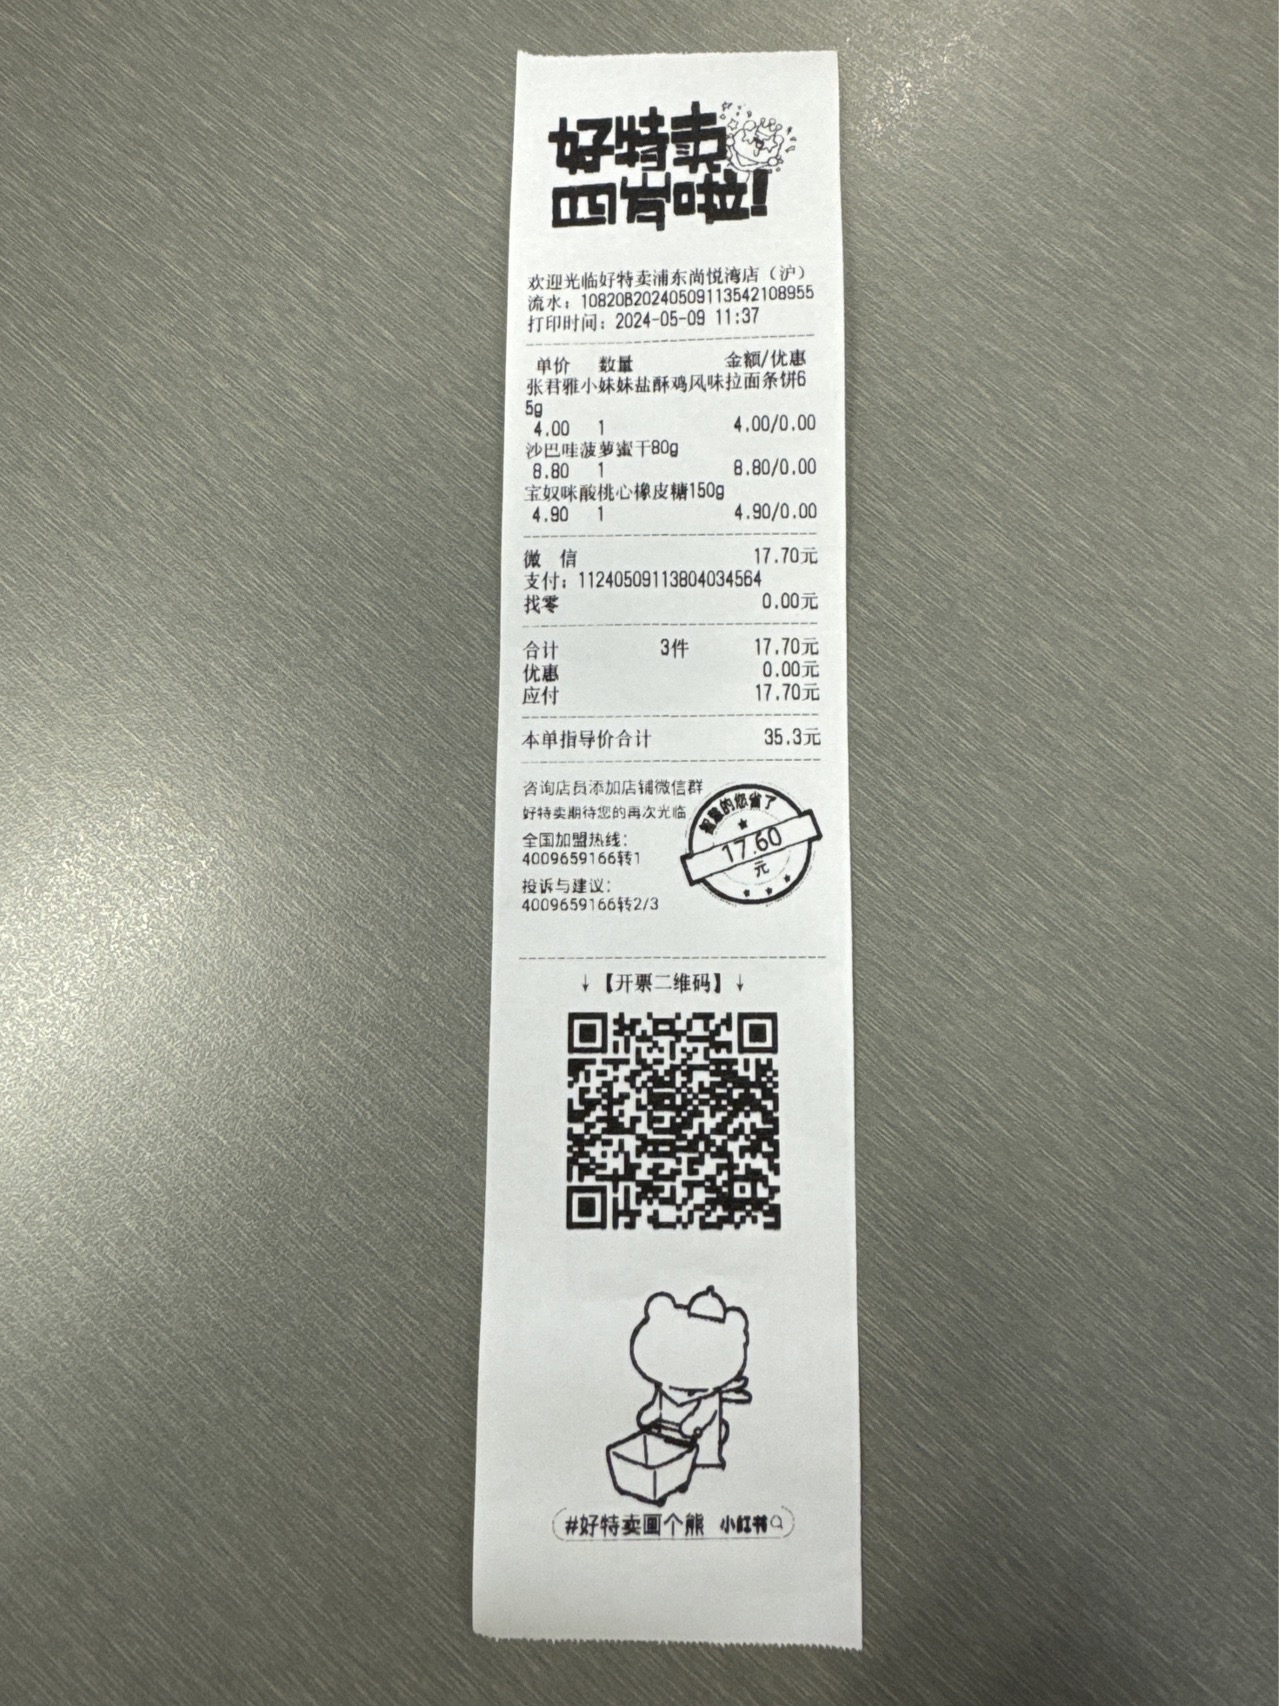 好特卖
欢迎光临好特卖浦东尚悦湾店（沪）
流水：10820B20240509113542108955
打印时间：2024-05-09 11:37
单价 数量 金额/优惠
张君雅小妹妹盐酥鸡风味拉面条饼6
5g
4.00 1 4.00/0.00
沙巴哇菠萝蜜干80g
8.80 1 8.80/0.00
宝奴咪酸桃心橡皮糖150g
4.90 1 4.90/0.00
微 信 17.70元
支付：11240509113804034564
找零 0.00元
合计 3件 17.70元
优惠 0.00元
应付 17.70元
本单指导价合计 35.3元
咨询店员添加店铺微信群
好特卖期待您的再次光临
全国加盟热线：
4009659166转1
投诉与建议：
4009659166转2/3
智慧的您省了
17.60
元
↓【开票二维码】↓
#好特卖画个熊 小红书